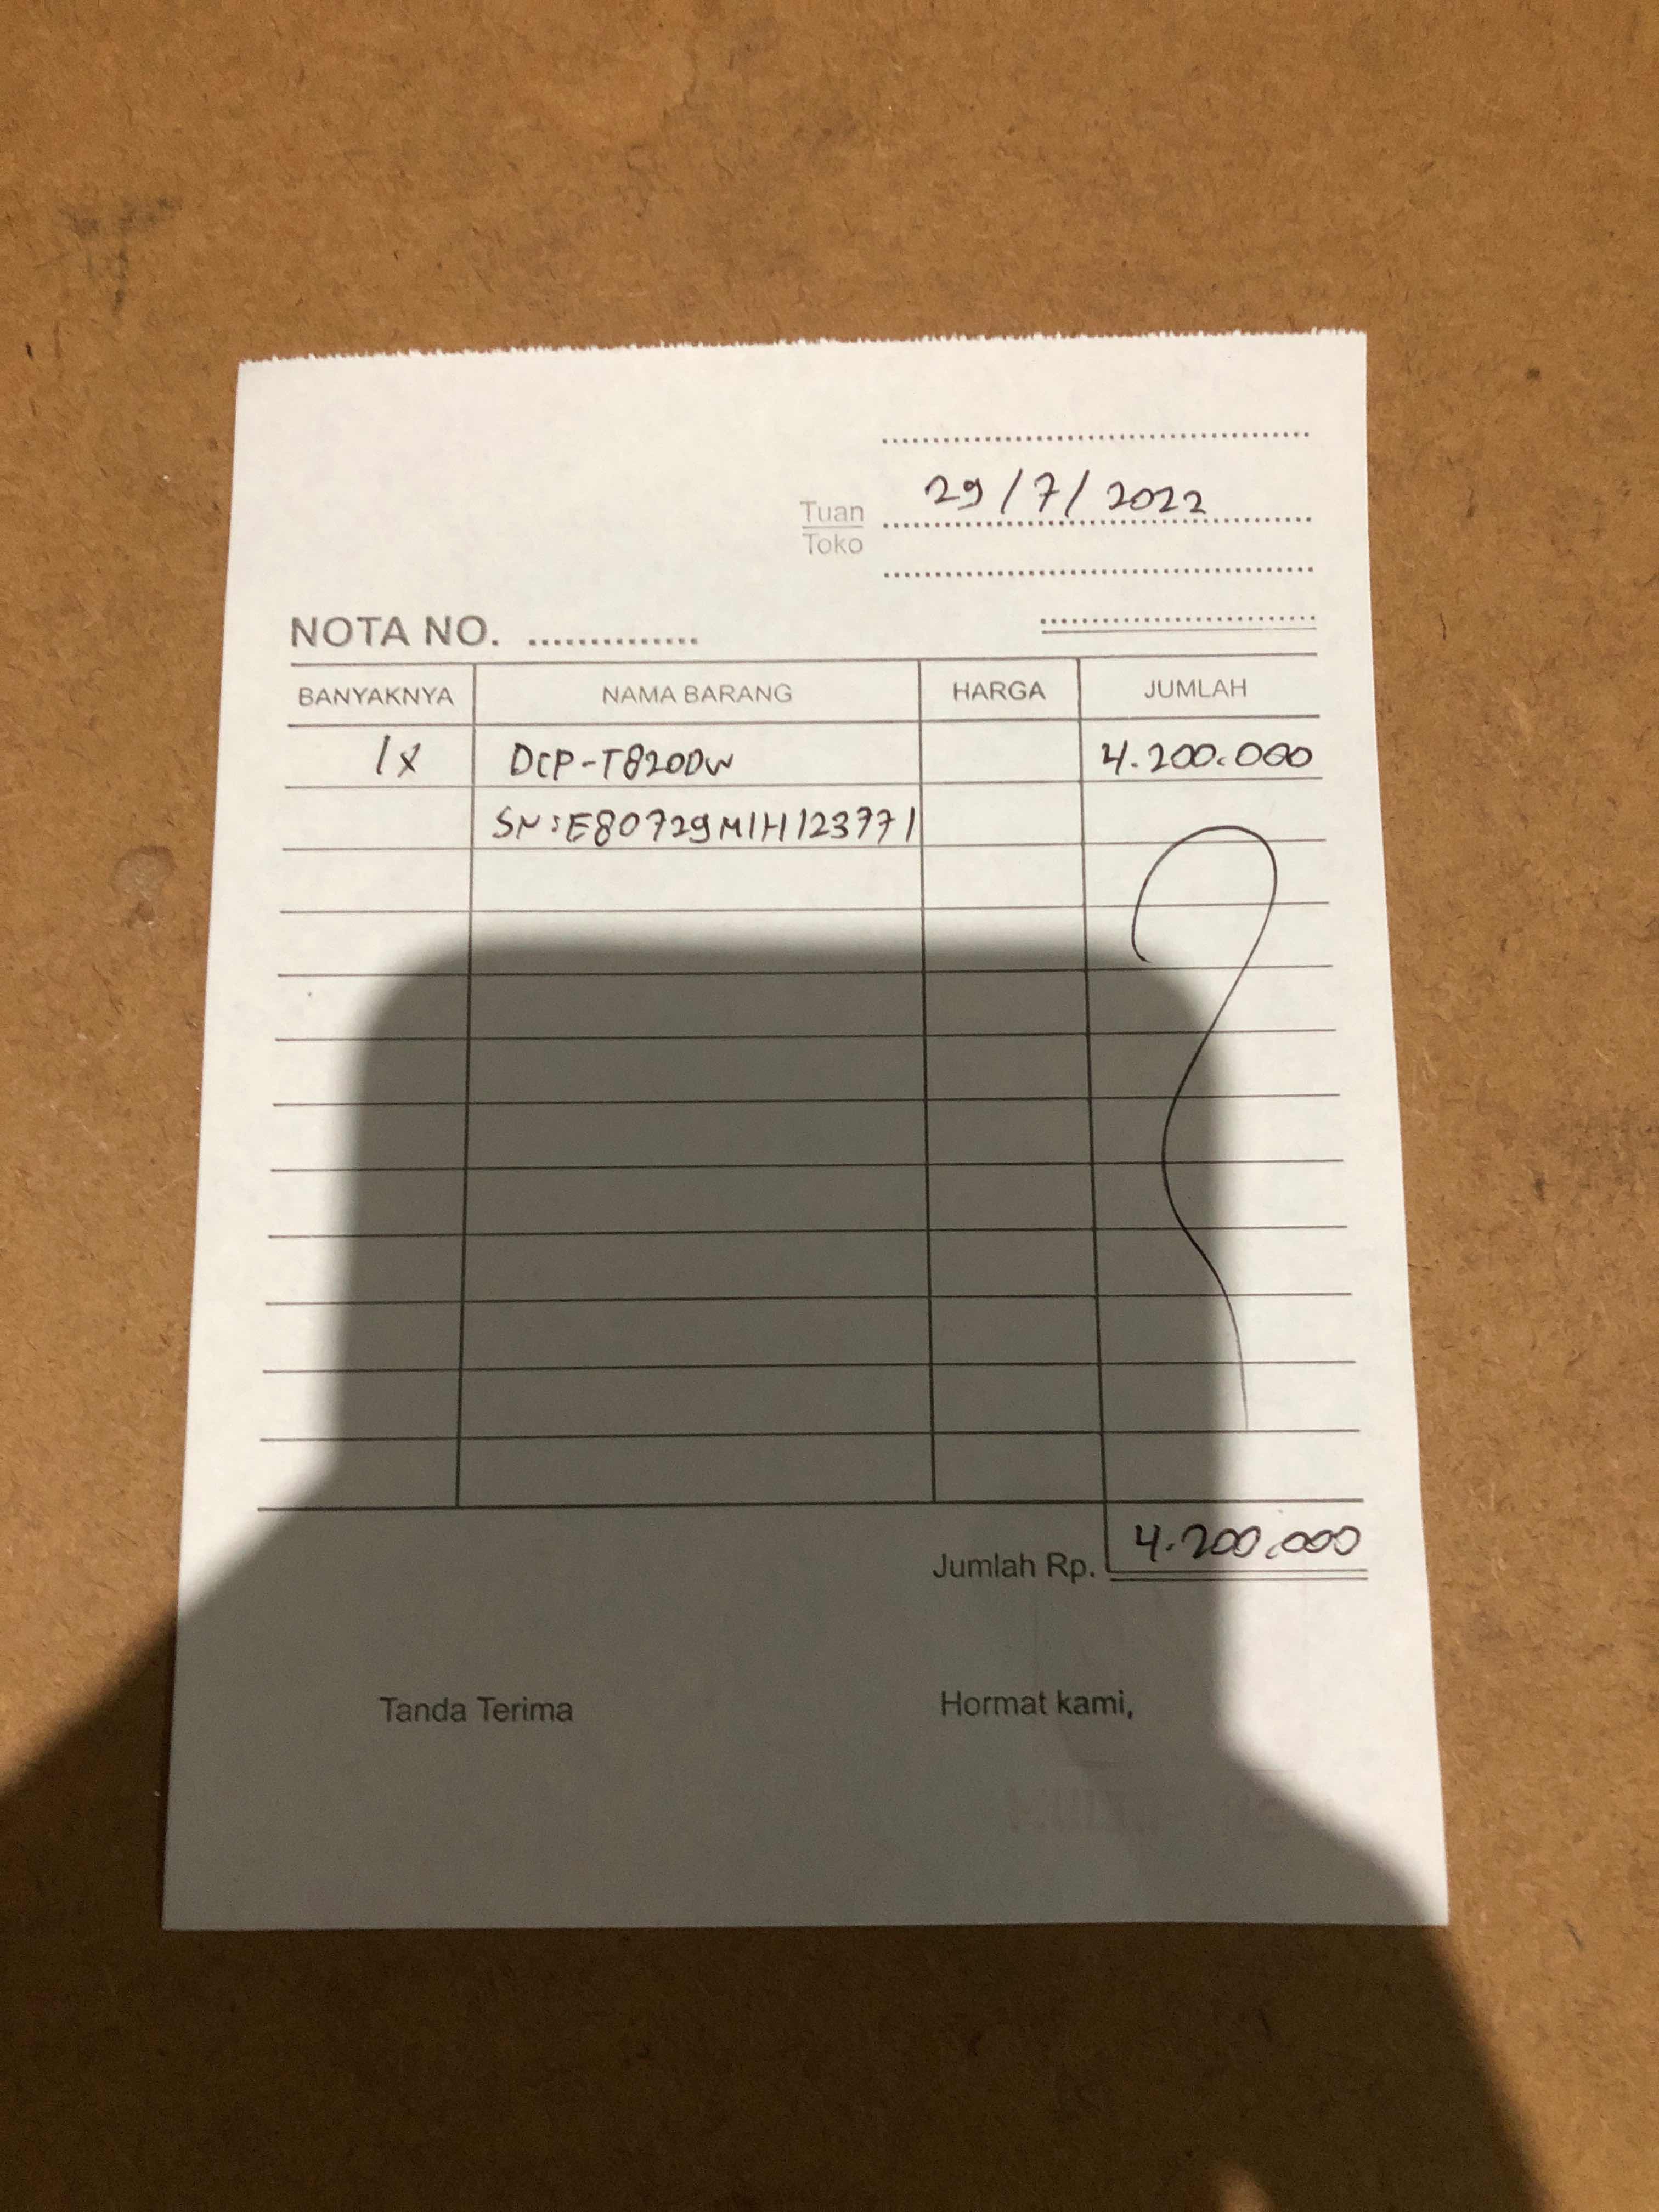 29/7/2022
Tuan
Toko
NOTA NO. ..............
BANYAKNYA NAMA BARANG HARGA JUMLAH
1x DCP-T820DW 4.200.000
SN:E80729M1H123771
Jumlah Rp. 4.200.000
Tanda Terima Hormat kami,